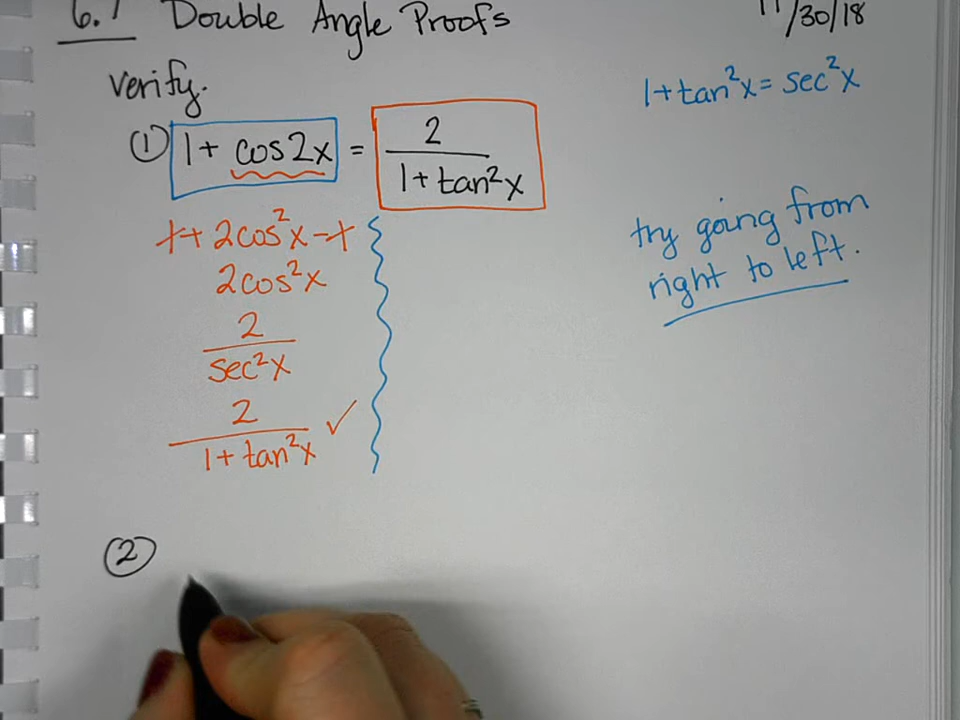 6.7 Double Angle Proofs 11/30/18
Verify.
1+tan²x=sec²x
① 1+ cos2x = 2/(1+tan²x)
1+2cos²x-1
2cos²x
2/sec²x
2/(1+tan²x) ✓
try going from
right to left.
②